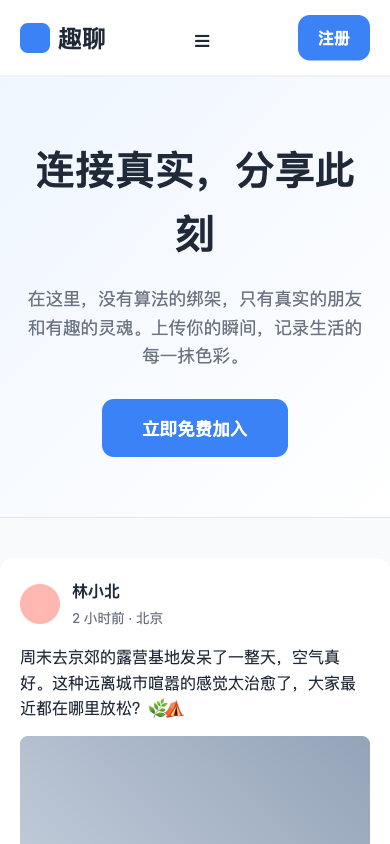 趣聊
注册
连接真实，分享此
刻
在这里，没有算法的绑架，只有真实的朋友
和有趣的灵魂。上传你的瞬间，记录生活的
每一抹色彩。
立即免费加入
林小北
2 小时前 · 北京
周末去京郊的露营基地发呆了一整天，空气真
好。这种远离城市喧嚣的感觉太治愈了，大家最
近都在哪里放松？🌿⛺